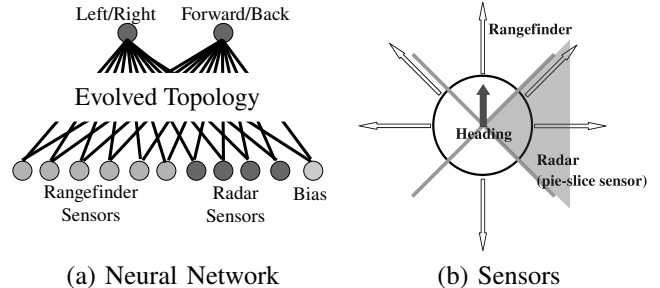 Left/Right Forward/Back
Evolved Topology
Rangefinder
Sensors
Radar
Sensors
Bias
(a) Neural Network
Rangefinder
Heading
Radar
(pie-slice sensor)
(b) Sensors